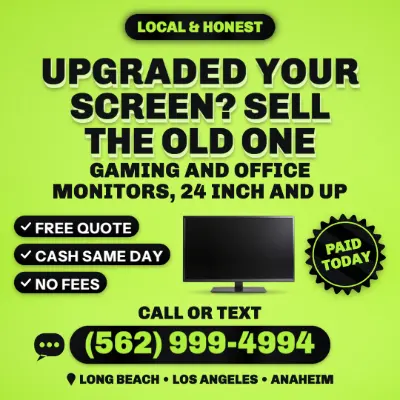 LOCAL & HONEST
UPGRADED YOUR
SCREEN? SELL
THE OLD ONE
GAMING AND OFFICE
MONITORS, 24 INCH AND UP
FREE QUOTE
CASH SAME DAY
NO FEES
PAID
TODAY
CALL OR TEXT
(562) 999-4994
LONG BEACH • LOS ANGELES • ANAHEIM